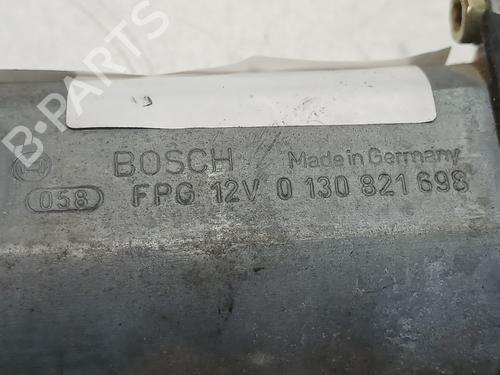 B-PARTS
BOSCH Made in Germany
058 FPG 12V 0 130 821 698